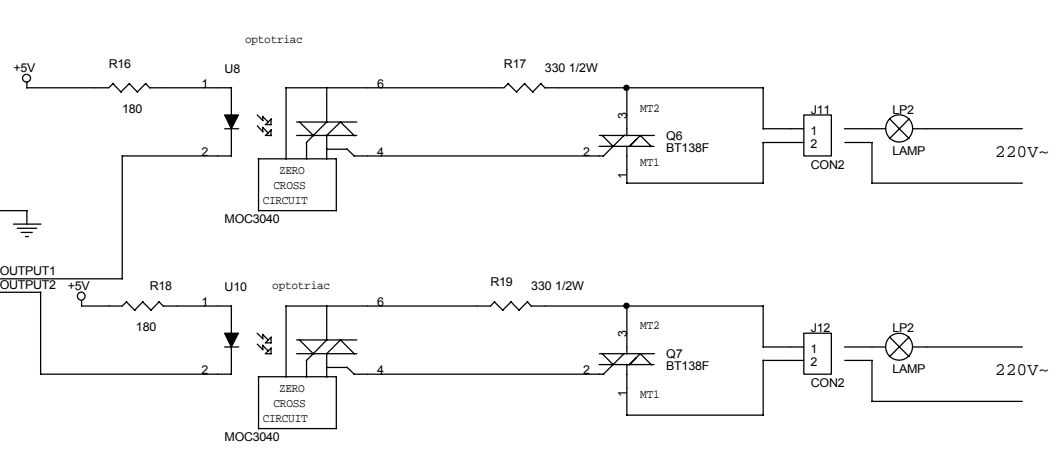 optotriac
+5V
R16
180
1
2
U8
ZERO
CROSS
CIRCUIT
MOC3040
6
4
R17
330 1/2W
MT2
3
Q6
BT138F
2
MT1
1
J11
1
2
CON2
LP2
LAMP
220V~
OUTPUT1
OUTPUT2
+5V
R18
180
1
2
U10
optotriac
ZERO
CROSS
CIRCUIT
MOC3040
6
4
R19
330 1/2W
MT2
3
Q7
BT138F
2
MT1
1
J12
1
2
CON2
LP2
LAMP
220V~